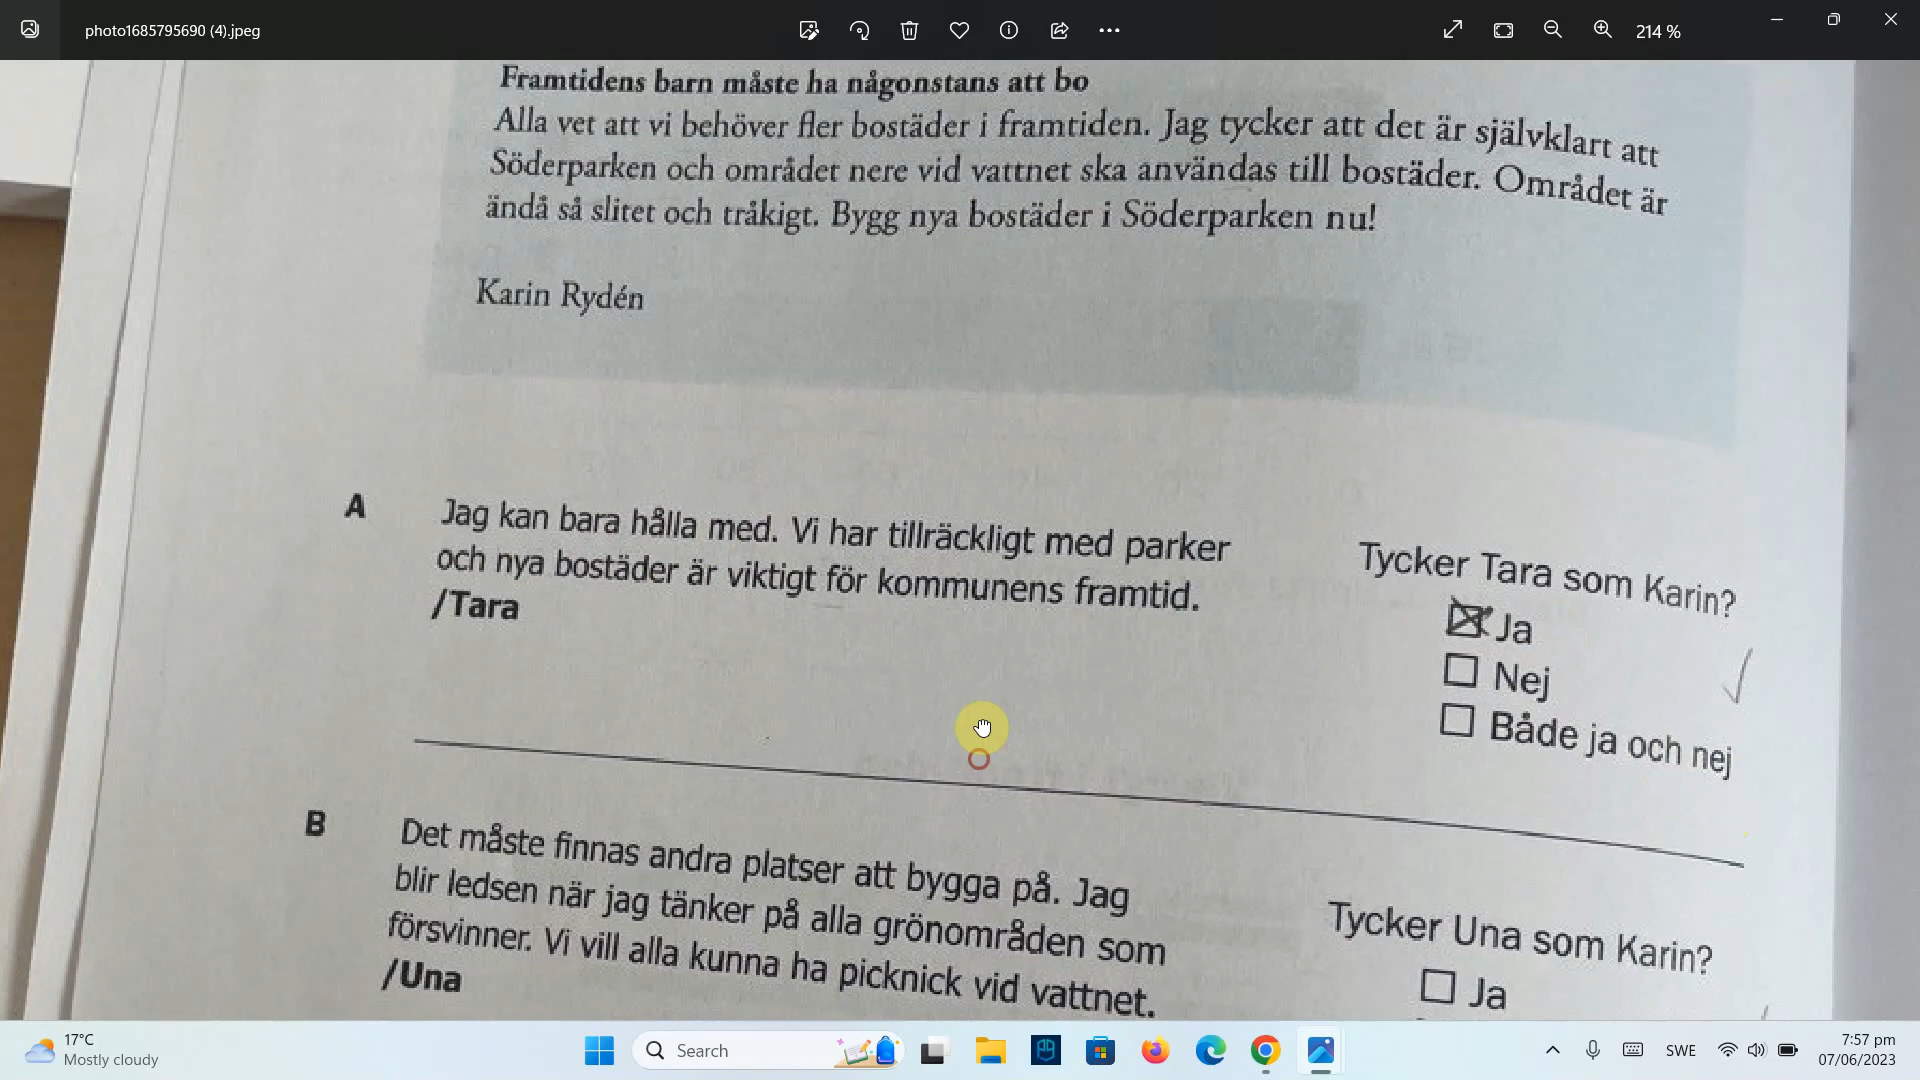 photo1685795690 (4).jpeg
214 %
Framtidens barn måste ha någonstans att bo
Alla vet att vi behöver fler bostäder i framtiden. Jag tycker att det är självklart att
Söderparken och området nere vid vattnet ska användas till bostäder. Området är
ändå så slitet och tråkigt. Bygg nya bostäder i Söderparken nu!
Karin Rydén
A
Jag kan bara hålla med. Vi har tillräckligt med parker
och nya bostäder är viktigt för kommunens framtid.
/Tara
Tycker Tara som Karin?
Ja
Nej
Både ja och nej
B
Det måste finnas andra platser att bygga på. Jag
blir ledsen när jag tänker på alla grönområden som
försvinner. Vi vill alla kunna ha picknick vid vattnet.
/Una
Tycker Una som Karin?
Ja
17°C
Mostly cloudy
Search
SWE
7:57 pm
07/06/2023